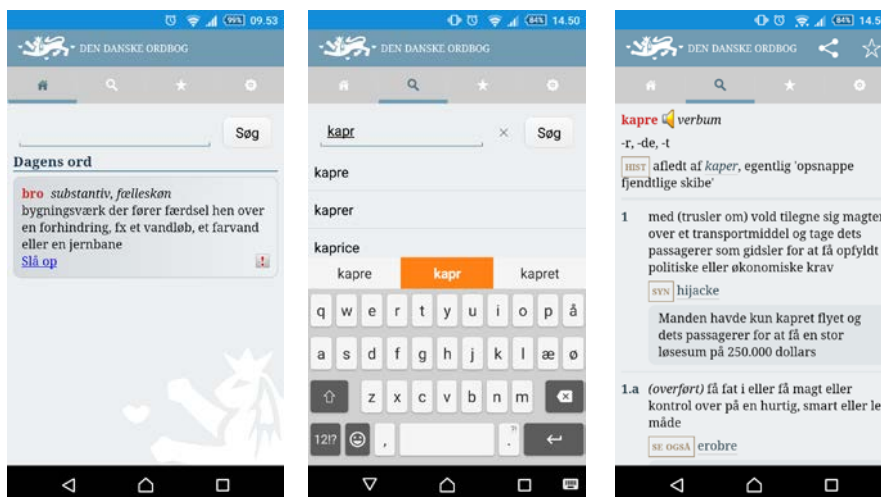 99% 09.53
DEN DANSKE ORDBOG
Søg
Dagens ord
bro substantiv, fælleskøn
bygningsværk der fører færdsel hen over
en forhindring, fx et vandløb, et farvand
eller en jernbane
Slå op
84% 14.50
DEN DANSKE ORDBOG
kapr × Søg
kapre
kaprer
kaprice
kapre kapr kapret
q w e r t y u i o p å
a s d f g h j k l æ ø
z x c v b n m
12!? , . ?!
84% 14.5
DEN DANSKE ORDBOG
kapre verbum
-r, -de, -t
HIST afledt af kaper, egentlig 'opsnappe
fjendtlige skibe'
1 med (trusler om) vold tilegne sig magten
over et transportmiddel og tage dets
passagerer som gidsler for at få opfyldt
politiske eller økonomiske krav
SYN hijacke
Manden havde kun kapret flyet og
dets passagerer for at få en stor
løsesum på 250.000 dollars
1.a (overført) få fat i eller få magt eller
kontrol over på en hurtig, smart eller le
måde
SE OGSÅ erobre